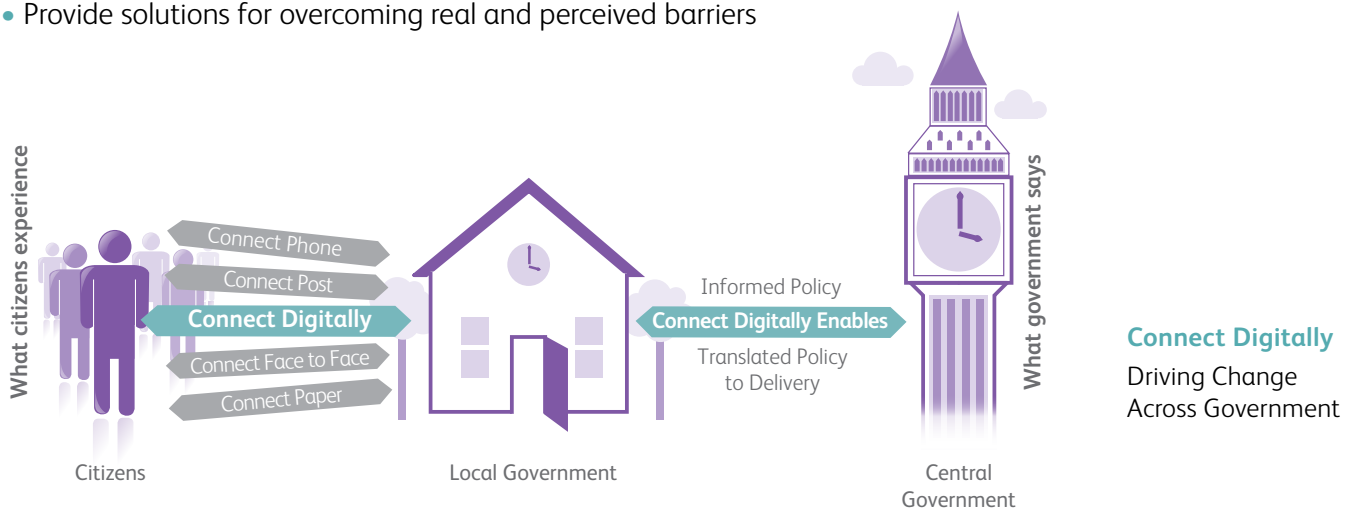 • Provide solutions for overcoming real and perceived barriers
What citizens experience
Connect Phone
Connect Post
Connect Digitally
Connect Face to Face
Connect Paper
Informed Policy
Connect Digitally Enables
Translated Policy
to Delivery
What government says
Connect Digitally
Driving Change
Across Government
Citizens
Local Government
Central
Government